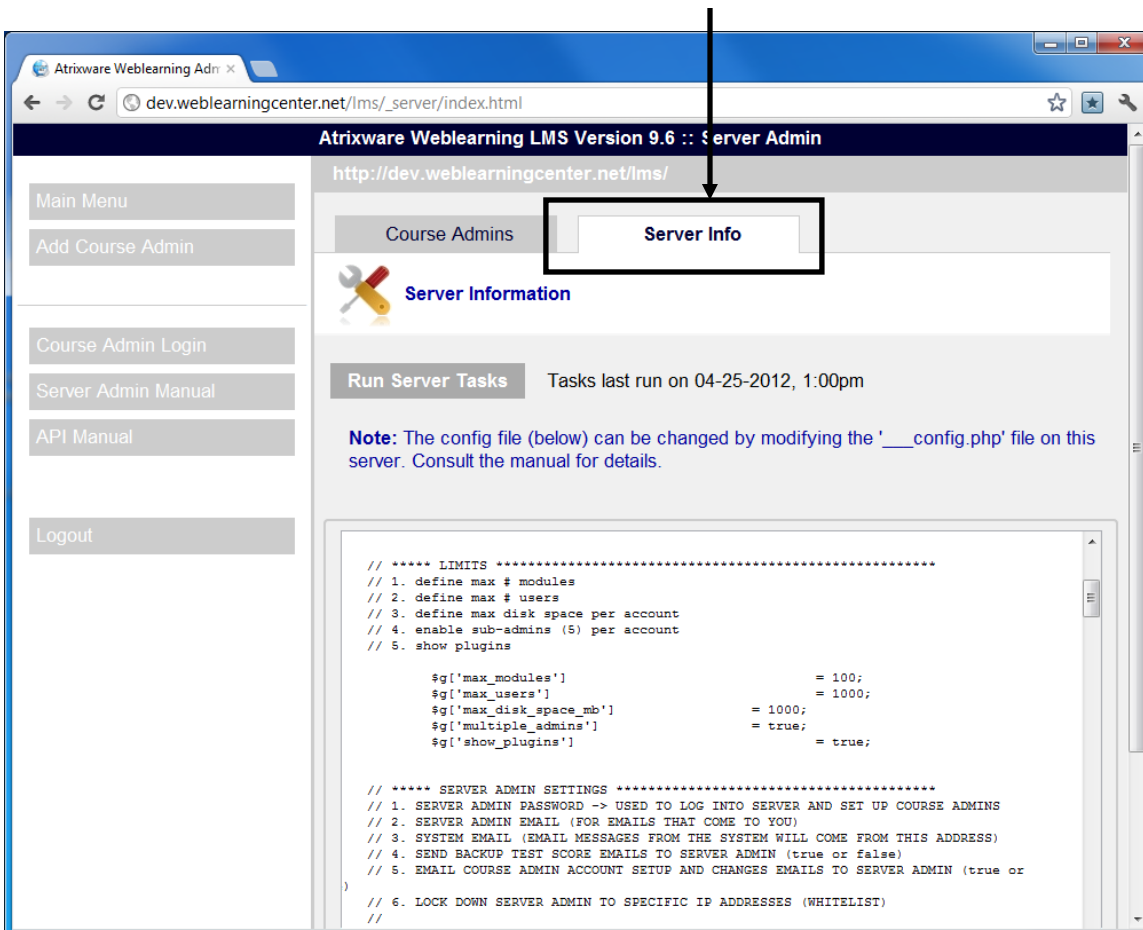 Atrixware Weblearning Adm
dev.weblearningcenter.net/lms/_server/index.html
Atrixware Weblearning LMS Version 9.6 :: Server Admin
http://dev.weblearningcenter.net/lms/
Main Menu
Add Course Admin
Course Admin Login
Server Admin Manual
API Manual
Logout
Course Admins Server Info
Server Information
Run Server Tasks Tasks last run on 04-25-2012, 1:00pm
Note: The config file (below) can be changed by modifying the '___config.php' file on this
server. Consult the manual for details.
// ***** LIMITS *******************************************************
// 1. define max # modules
// 2. define max # users
// 3. define max disk space per account
// 4. enable sub-admins (5) per account
// 5. show plugins
$g['max_modules'] = 100;
$g['max_users'] = 1000;
$g['max_disk_space_mb'] = 1000;
$g['multiple_admins'] = true;
$g['show_plugins'] = true;
// ***** SERVER ADMIN SETTINGS ****************************************
// 1. SERVER ADMIN PASSWORD -> USED TO LOG INTO SERVER AND SET UP COURSE ADMINS
// 2. SERVER ADMIN EMAIL (FOR EMAILS THAT COME TO YOU)
// 3. SYSTEM EMAIL (EMAIL MESSAGES FROM THE SYSTEM WILL COME FROM THIS ADDRESS)
// 4. SEND BACKUP TEST SCORE EMAILS TO SERVER ADMIN (true or false)
// 5. EMAIL COURSE ADMIN ACCOUNT SETUP AND CHANGES EMAILS TO SERVER ADMIN (true or
)
// 6. LOCK DOWN SERVER ADMIN TO SPECIFIC IP ADDRESSES (WHITELIST)
//